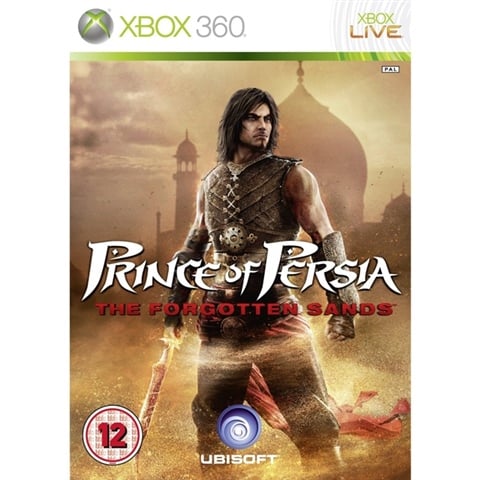 XBOX 360
XBOX
LIVE
PAL
PRINCE OF PERSIA
THE FORGOTTEN SANDS
12
UBISOFT